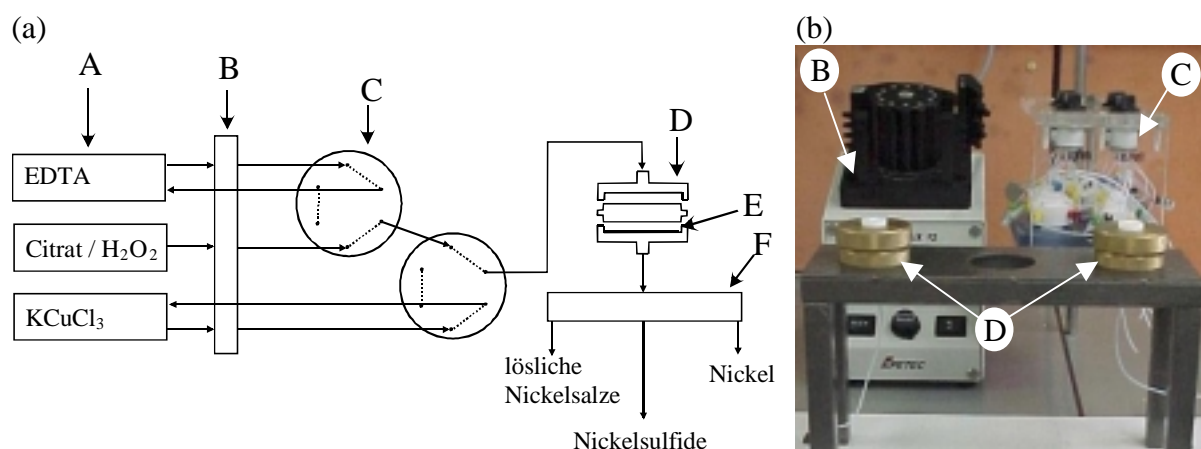 (a)
A
B
C
D
E
F
EDTA
Citrat / H₂O₂
KCuCl₃
lösliche
Nickelsalze
Nickelsulfide
Nickel
(b)
B
C
D